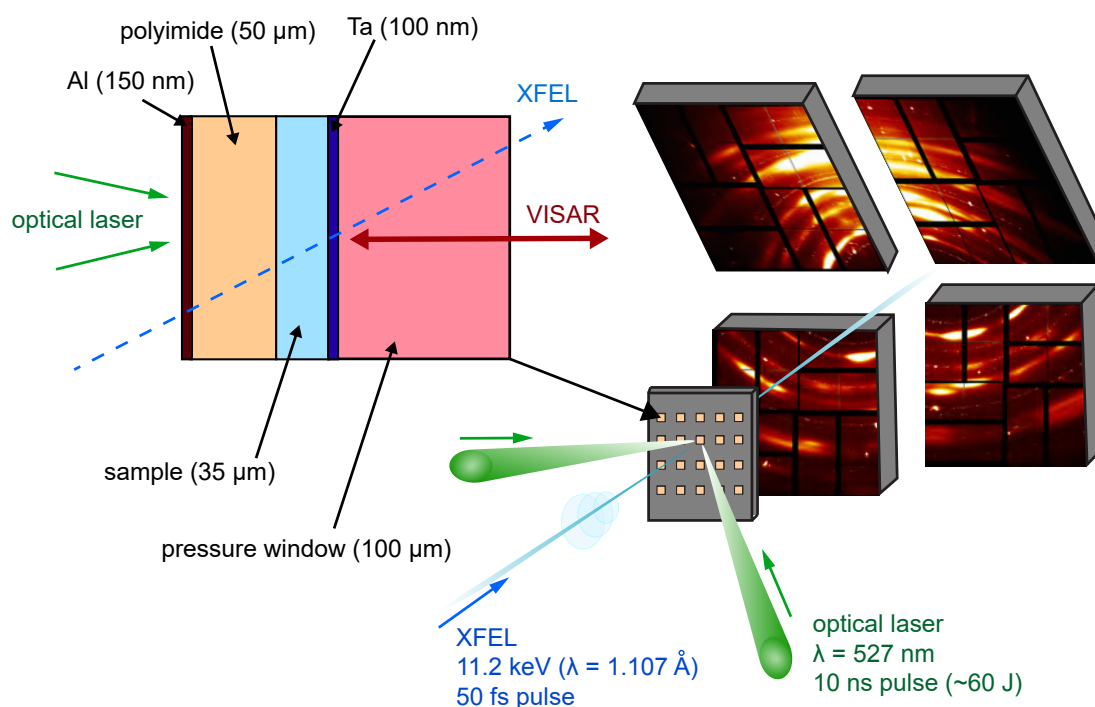 polyimide (50 µm)
Ta (100 nm)
Al (150 nm)
XFEL
optical laser
VISAR
sample (35 µm)
pressure window (100 µm)
XFEL
11.2 keV (λ = 1.107 Å)
50 fs pulse
optical laser
λ = 527 nm
10 ns pulse (~60 J)